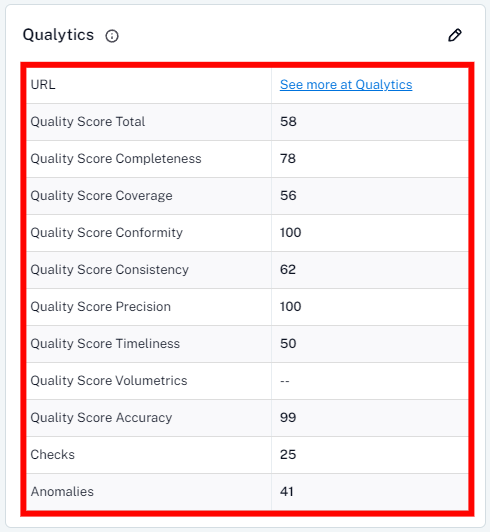 Qualytics
URL See more at Qualytics
Quality Score Total 58
Quality Score Completeness 78
Quality Score Coverage 56
Quality Score Conformity 100
Quality Score Consistency 62
Quality Score Precision 100
Quality Score Timeliness 50
Quality Score Volumetrics --
Quality Score Accuracy 99
Checks 25
Anomalies 41